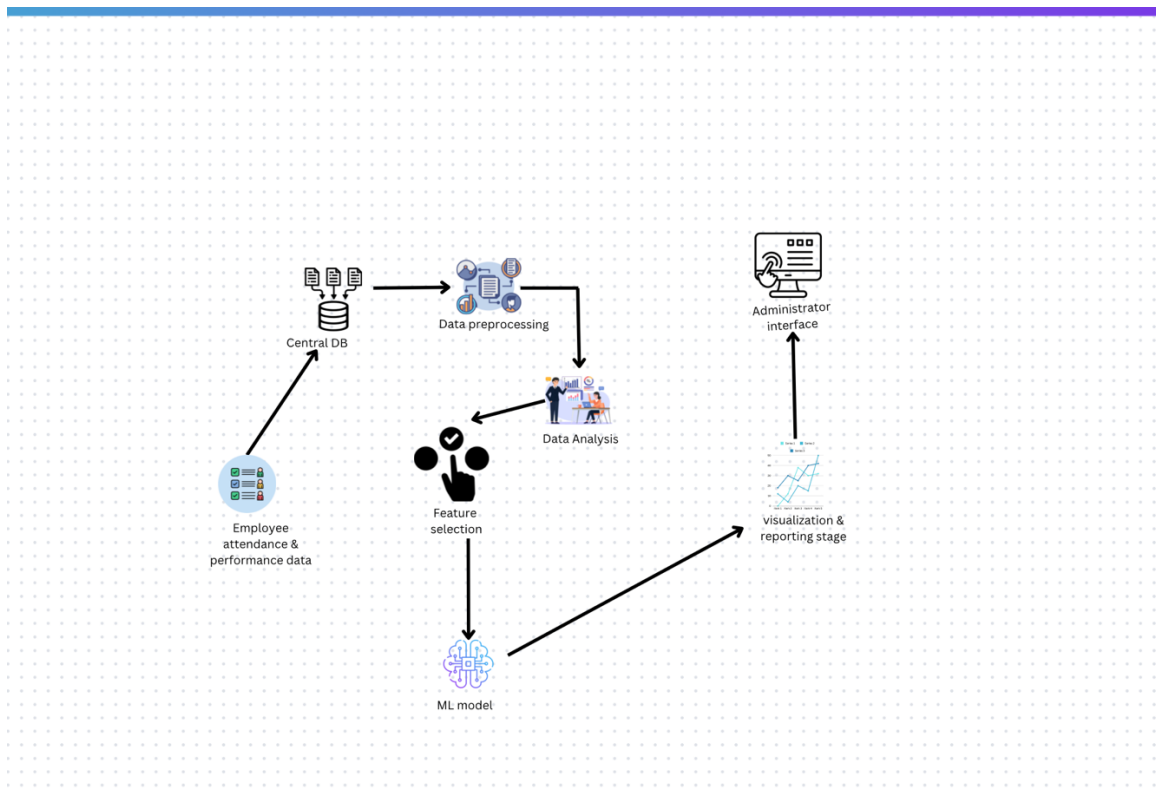 Central DB
Data preprocessing
Data Analysis
Feature
selection
Employee
attendance &
performance data
ML model
visualization &
reporting stage
Administrator
interface